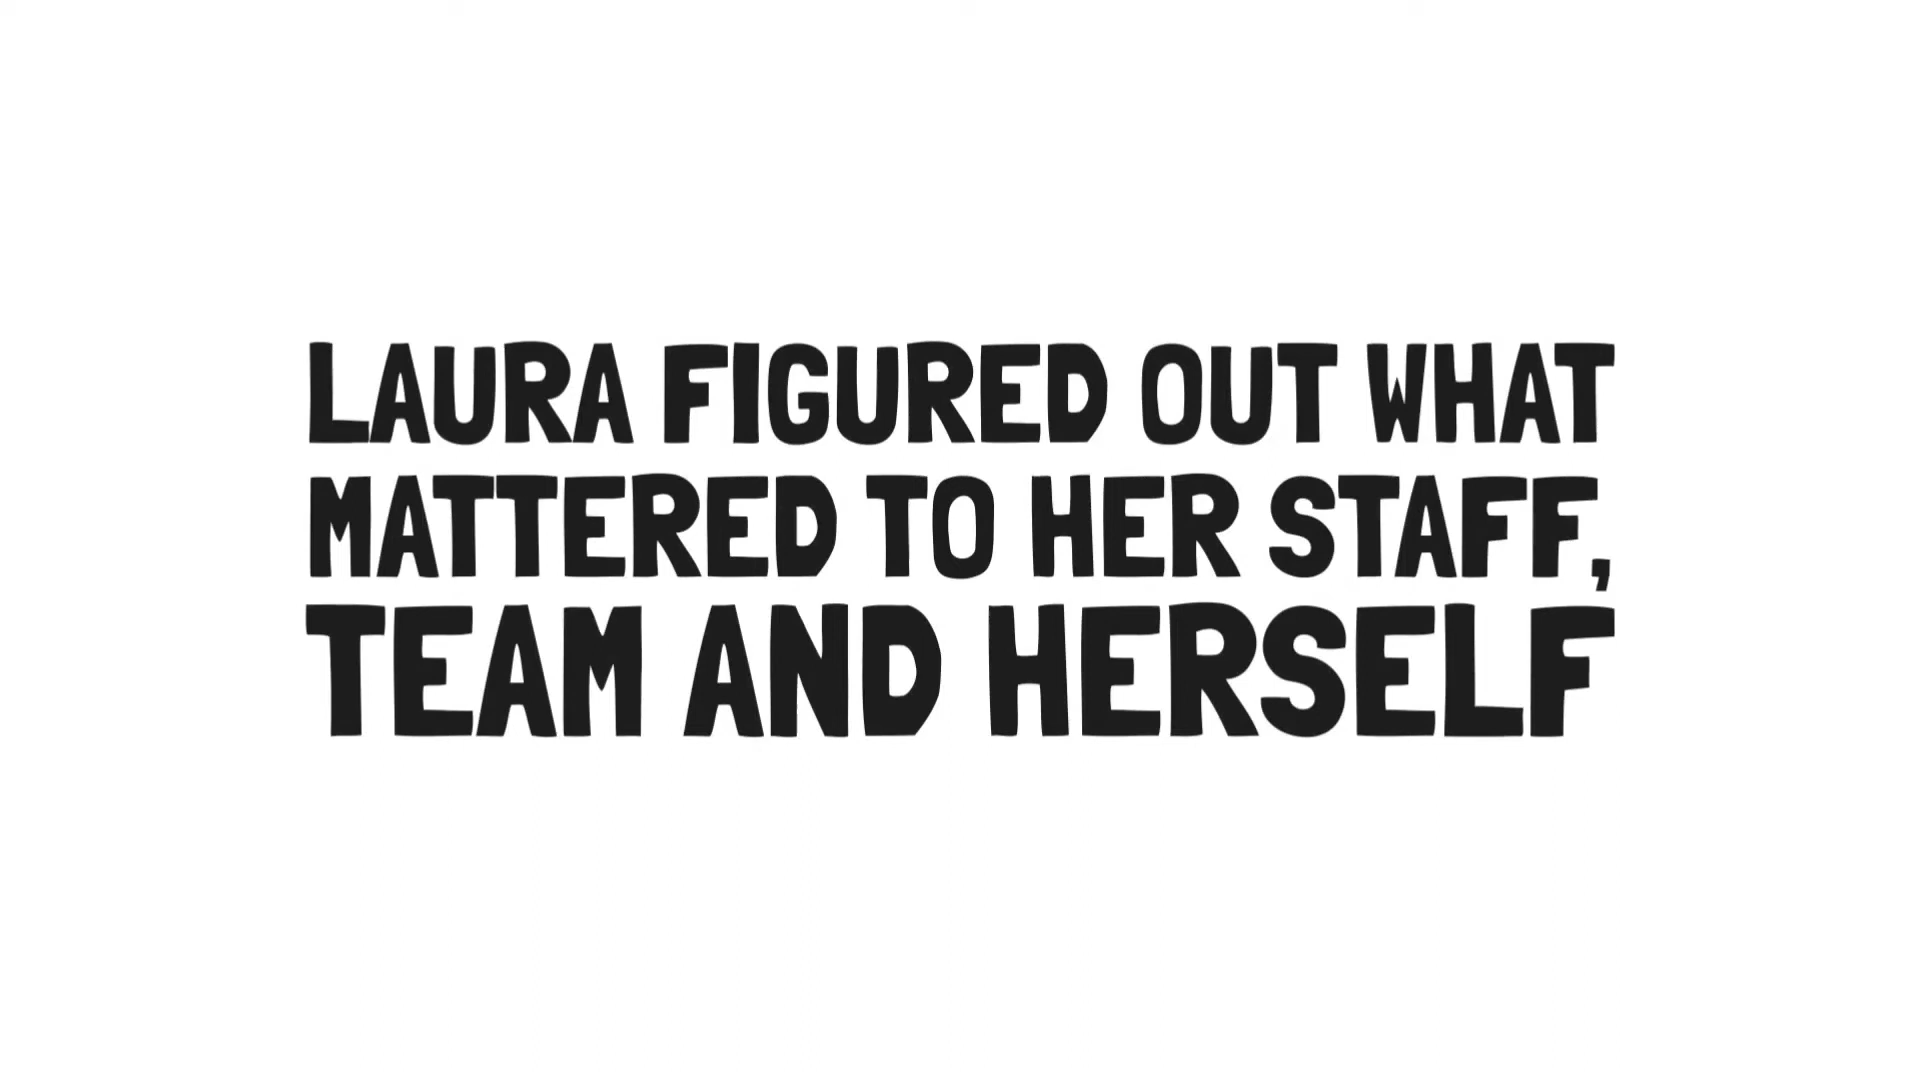 LAURA FIGURED OUT WHAT
MATTERED TO HER STAFF,
TEAM AND HERSELF